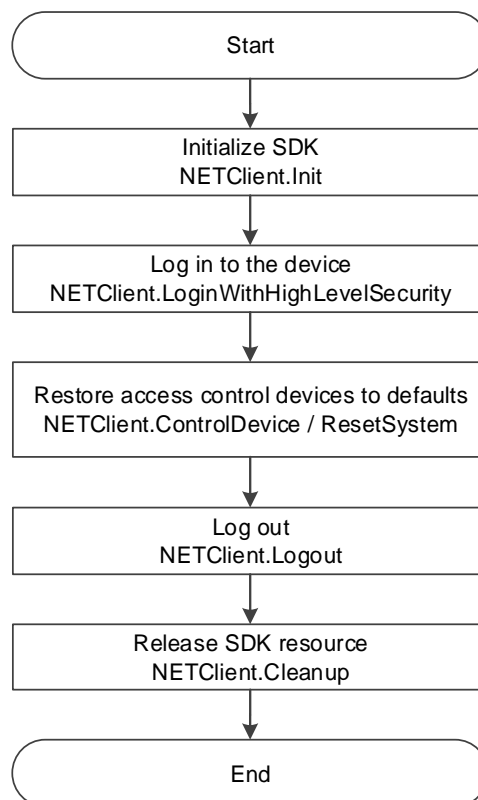 Start
Initialize SDK
NETClient.Init
Log in to the device
NETClient.LoginWithHighLevelSecurity
Restore access control devices to defaults
NETClient.ControlDevice / ResetSystem
Log out
NETClient.Logout
Release SDK resource
NETClient.Cleanup
End